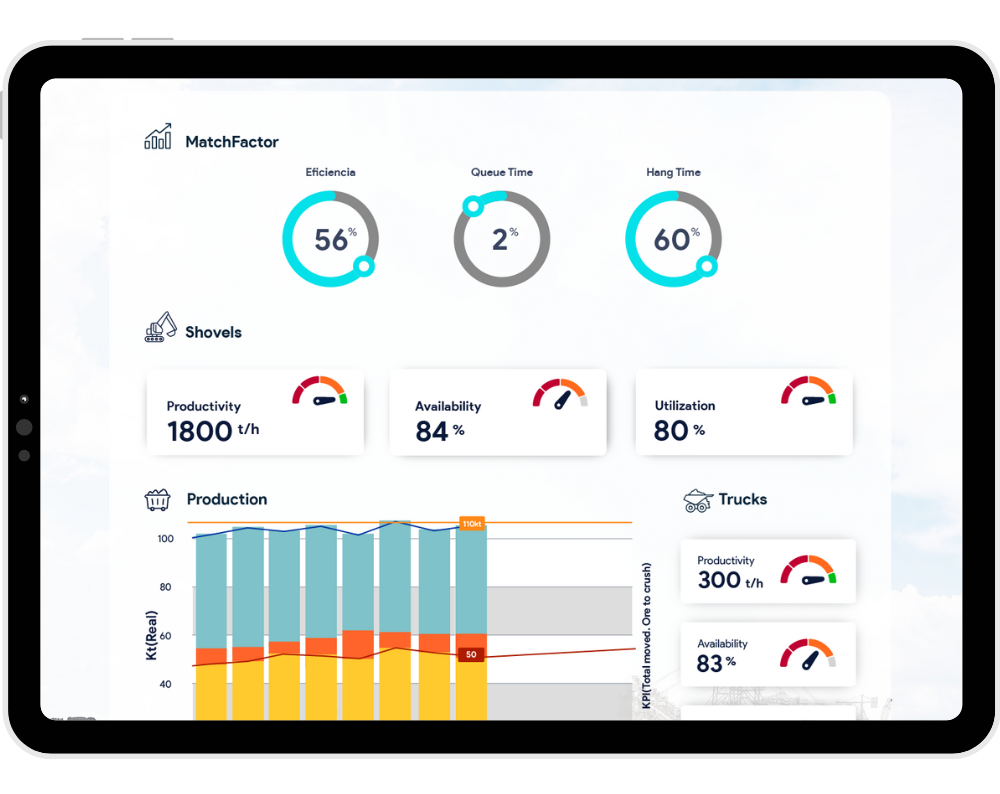 MatchFactor
Eficiencia
Queue Time
Hang Time
56%
2%
60%
Shovels
Productivity
1800 t/h
Availability
84 %
Utilization
80 %
Production
Trucks
110kt
100
80
60
40
50
Kt(Real)
KPI(Total moved. Ore to crush)
Productivity
300 t/h
Availability
83 %